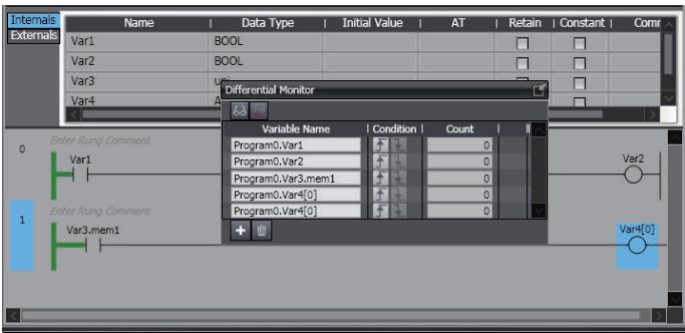 Internals
Externals
Name | Data Type | Initial Value | AT | Retain | Constant |
Var1 BOOL
Var2 BOOL
Var3
Var4 A
Differential Monitor
Variable Name | Condition | Count |
Program0.Var1 0
Program0.Var2 0
Program0.Var3.mem1 0
Program0.Var4[0] 0
Program0.Var4[0] 0
0 Enter Rung Comment
Var1 Var2
1 Enter Rung Comment
Var3.mem1 Var4[0]